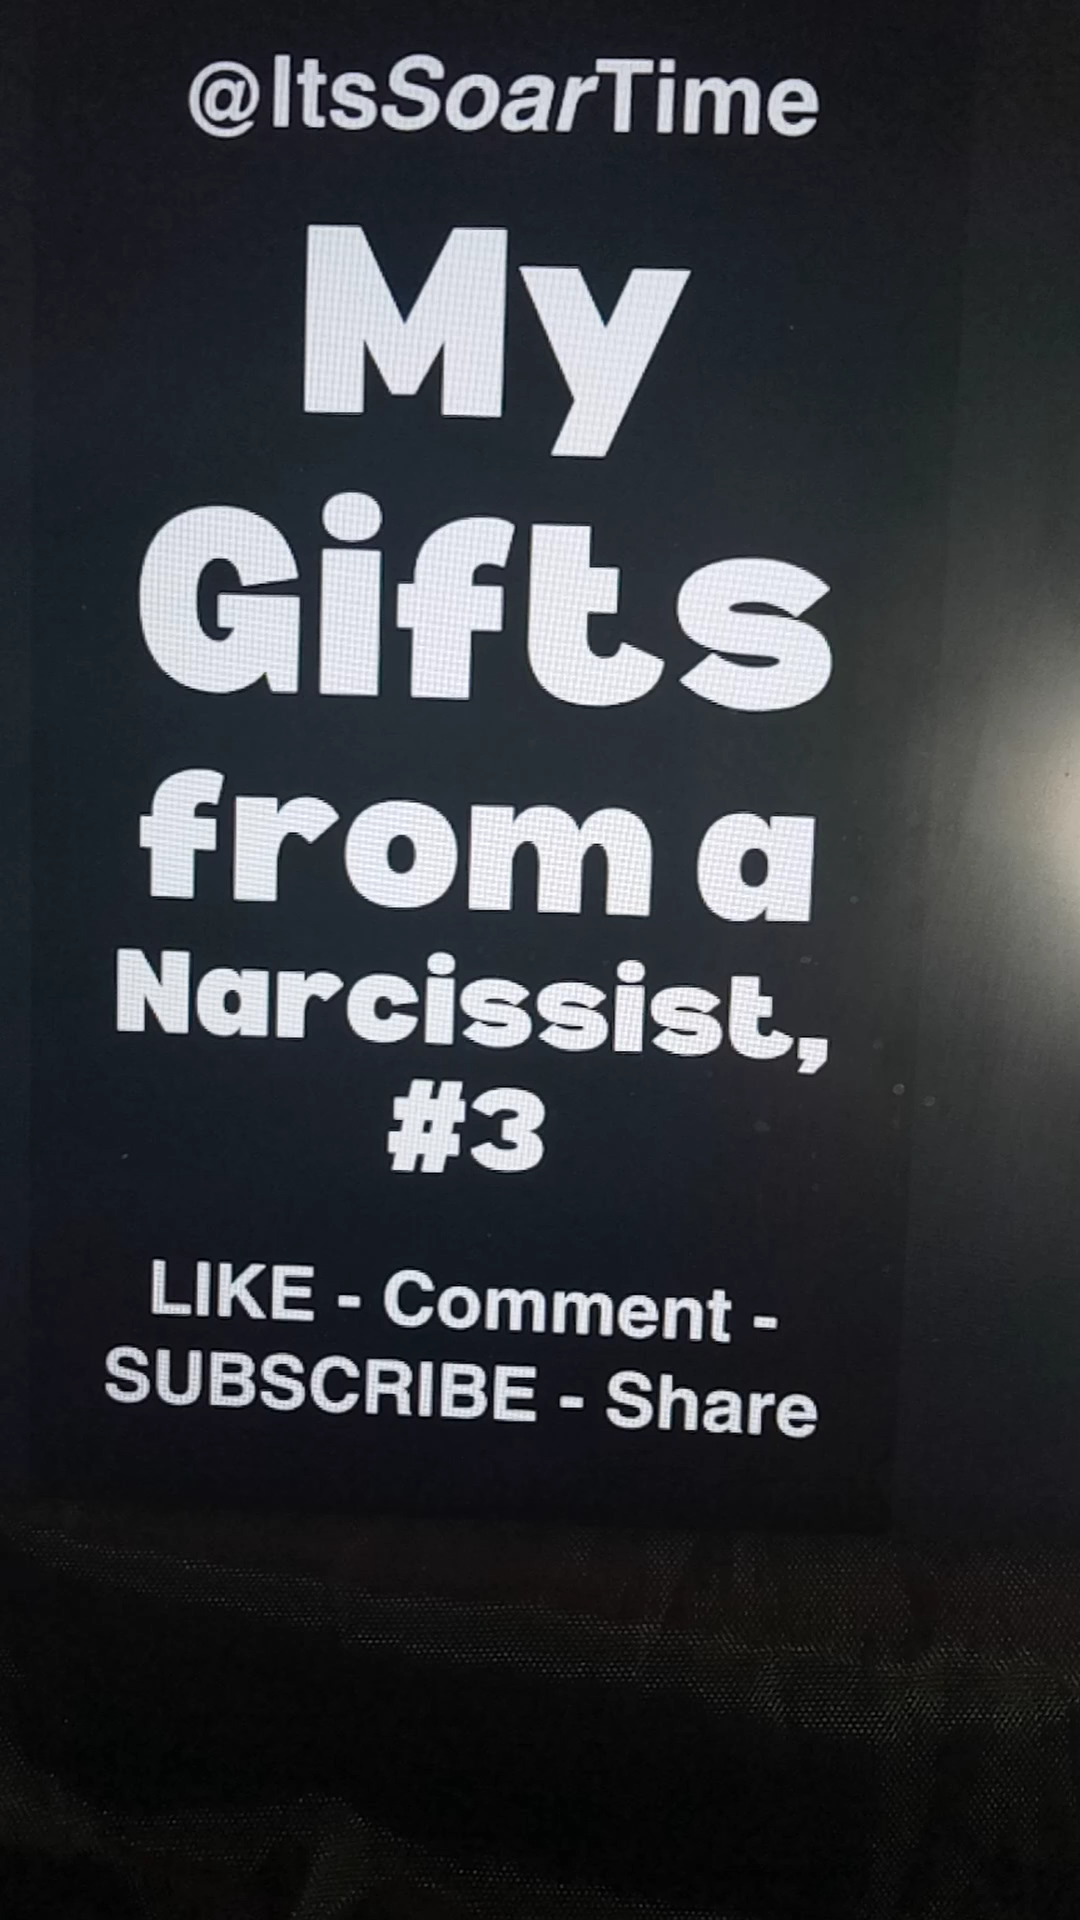 @ItsSoarTime
My
Gifts
from a
Narcissist,
#3
LIKE - Comment -
SUBSCRIBE - Share